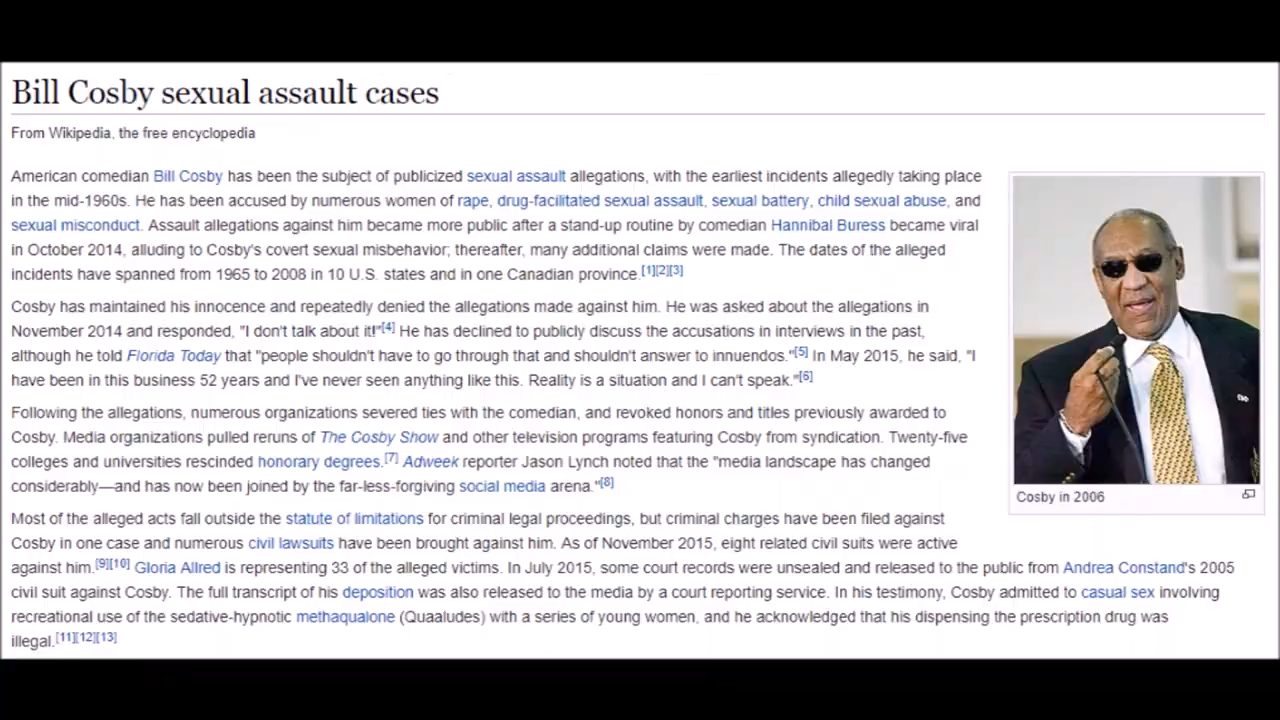 Bill Cosby sexual assault cases
From Wikipedia, the free encyclopedia
American comedian Bill Cosby has been the subject of publicized sexual assault allegations, with the earliest incidents allegedly taking place
in the mid-1960s. He has been accused by numerous women of rape, drug-facilitated sexual assault, sexual battery, child sexual abuse, and
sexual misconduct. Assault allegations against him became more public after a stand-up routine by comedian Hannibal Buress became viral
in October 2014, alluding to Cosby's covert sexual misbehavior; thereafter, many additional claims were made. The dates of the alleged
incidents have spanned from 1965 to 2008 in 10 U.S. states and in one Canadian province.[1][2][3]
Cosby has maintained his innocence and repeatedly denied the allegations made against him. He was asked about the allegations in
November 2014 and responded, "I don't talk about it!"[4] He has declined to publicly discuss the accusations in interviews in the past,
although he told Florida Today that "people shouldn't have to go through that and shouldn't answer to innuendos."[5] In May 2015, he said, "I
have been in this business 52 years and I've never seen anything like this. Reality is a situation and I can't speak."[6]
Following the allegations, numerous organizations severed ties with the comedian, and revoked honors and titles previously awarded to
Cosby. Media organizations pulled reruns of The Cosby Show and other television programs featuring Cosby from syndication. Twenty-five
colleges and universities rescinded honorary degrees.[7] Adweek reporter Jason Lynch noted that the "media landscape has changed
considerably—and has now been joined by the far-less-forgiving social media arena."[8]
Cosby in 2006
Most of the alleged acts fall outside the statute of limitations for criminal legal proceedings, but criminal charges have been filed against
Cosby in one case and numerous civil lawsuits have been brought against him. As of November 2015, eight related civil suits were active
against him.[9][10] Gloria Allred is representing 33 of the alleged victims. In July 2015, some court records were unsealed and released to the public from Andrea Constand's 2005
civil suit against Cosby. The full transcript of his deposition was also released to the media by a court reporting service. In his testimony, Cosby admitted to casual sex involving
recreational use of the sedative-hypnotic methaqualone (Quaaludes) with a series of young women, and he acknowledged that his dispensing the prescription drug was
illegal.[11][12][13]